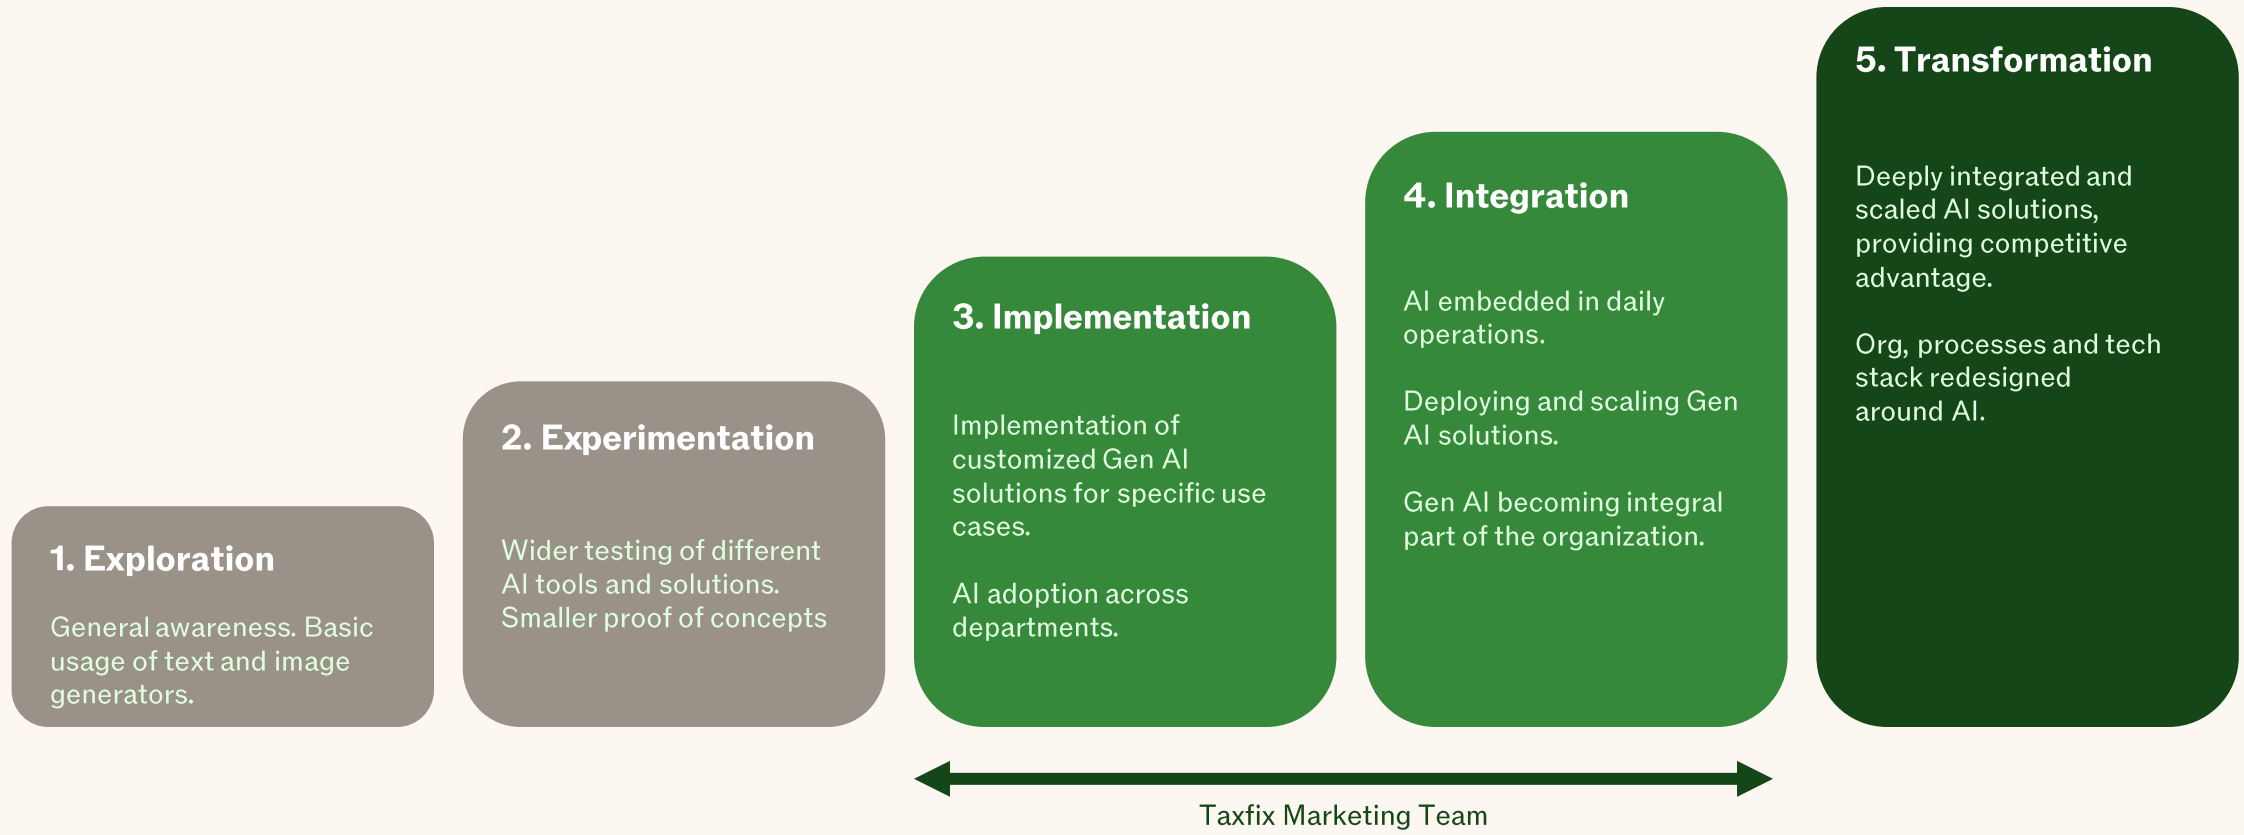 1. Exploration
General awareness. Basic
usage of text and image
generators.
2. Experimentation
Wider testing of different
AI tools and solutions.
Smaller proof of concepts
3. Implementation
Implementation of
customized Gen AI
solutions for specific use
cases.
AI adoption across
departments.
4. Integration
AI embedded in daily
operations.
Deploying and scaling Gen
AI solutions.
Gen AI becoming integral
part of the organization.
5. Transformation
Deeply integrated and
scaled AI solutions,
providing competitive
advantage.
Org, processes and tech
stack redesigned
around AI.
Taxfix Marketing Team